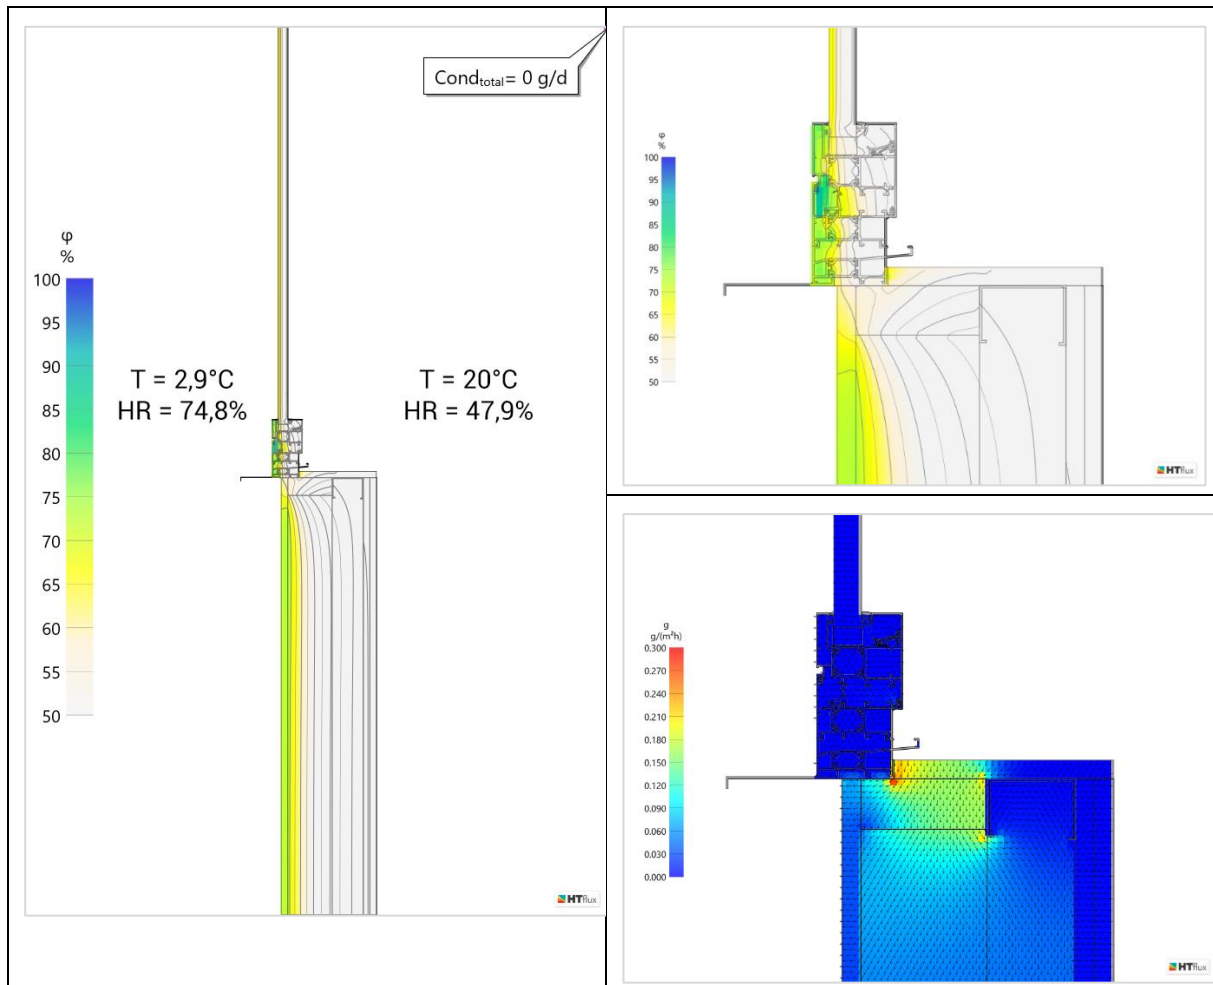 Cond_total = 0 g/d
φ
%
100
95
90
85
80
75
70
65
60
55
50
T = 2,9°C
HR = 74,8%
T = 20°C
HR = 47,9%
HTflux
φ
%
100
95
90
85
80
75
70
65
60
55
50
HTflux
g
g/(m²h)
0.300
0.270
0.240
0.210
0.180
0.150
0.120
0.090
0.060
0.030
0.000
HTflux